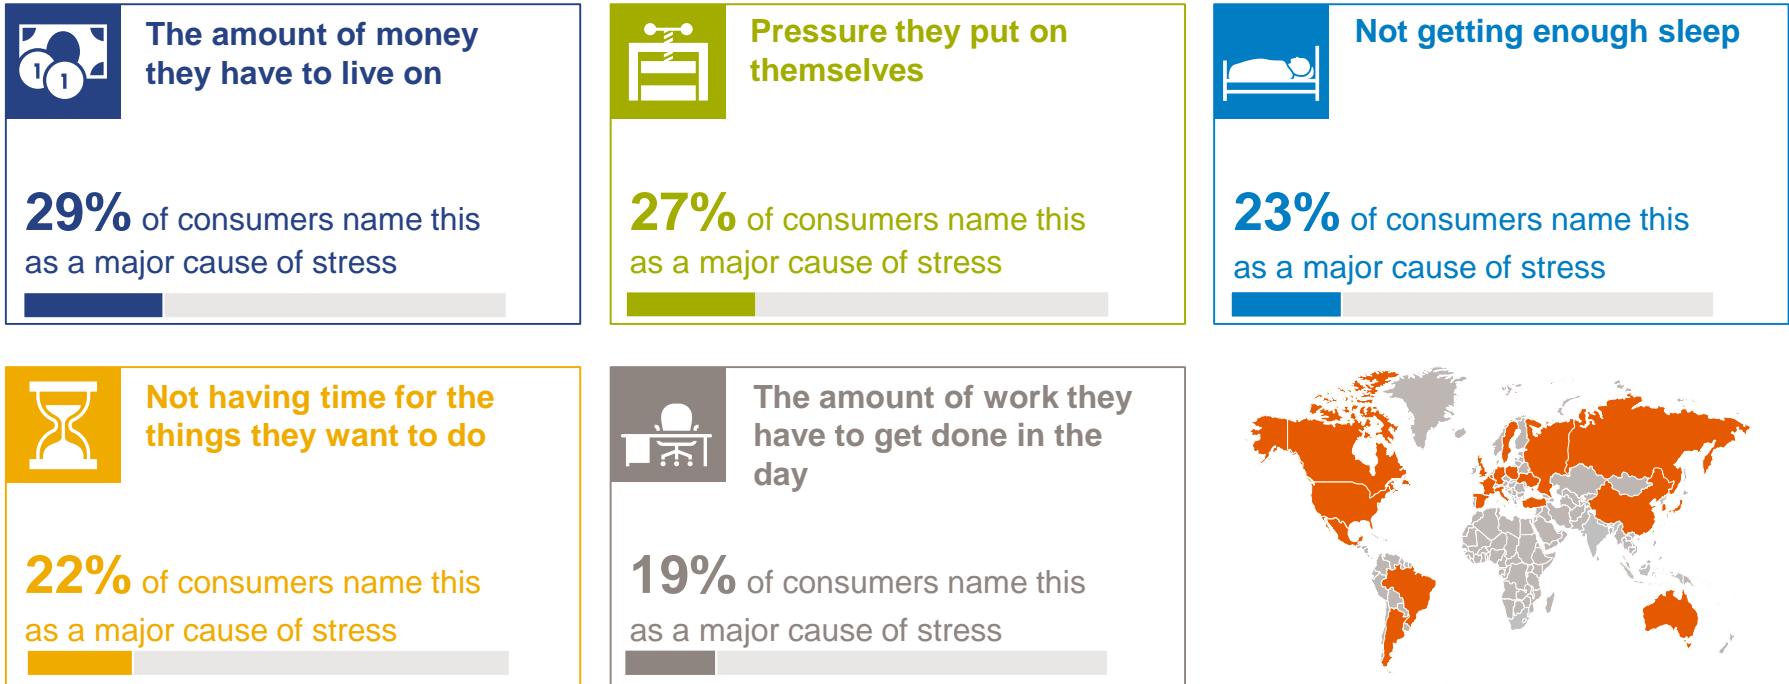 The amount of money
they have to live on
29% of consumers name this
as a major cause of stress
Pressure they put on
themselves
27% of consumers name this
as a major cause of stress
Not getting enough sleep
23% of consumers name this
as a major cause of stress
Not having time for the
things they want to do
22% of consumers name this
as a major cause of stress
The amount of work they
have to get done in the
day
19% of consumers name this
as a major cause of stress